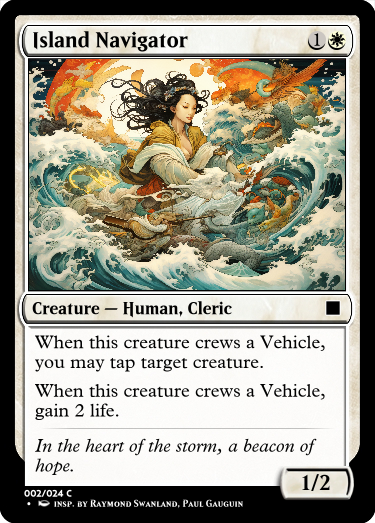 Island Navigator 1
Creature — Human, Cleric
When this creature crews a Vehicle,
you may tap target creature.
When this creature crews a Vehicle,
gain 2 life.
In the heart of the storm, a beacon of
hope.
1/2
002/024 C
• INSP. BY RAYMOND SWANLAND, PAUL GAUGUIN